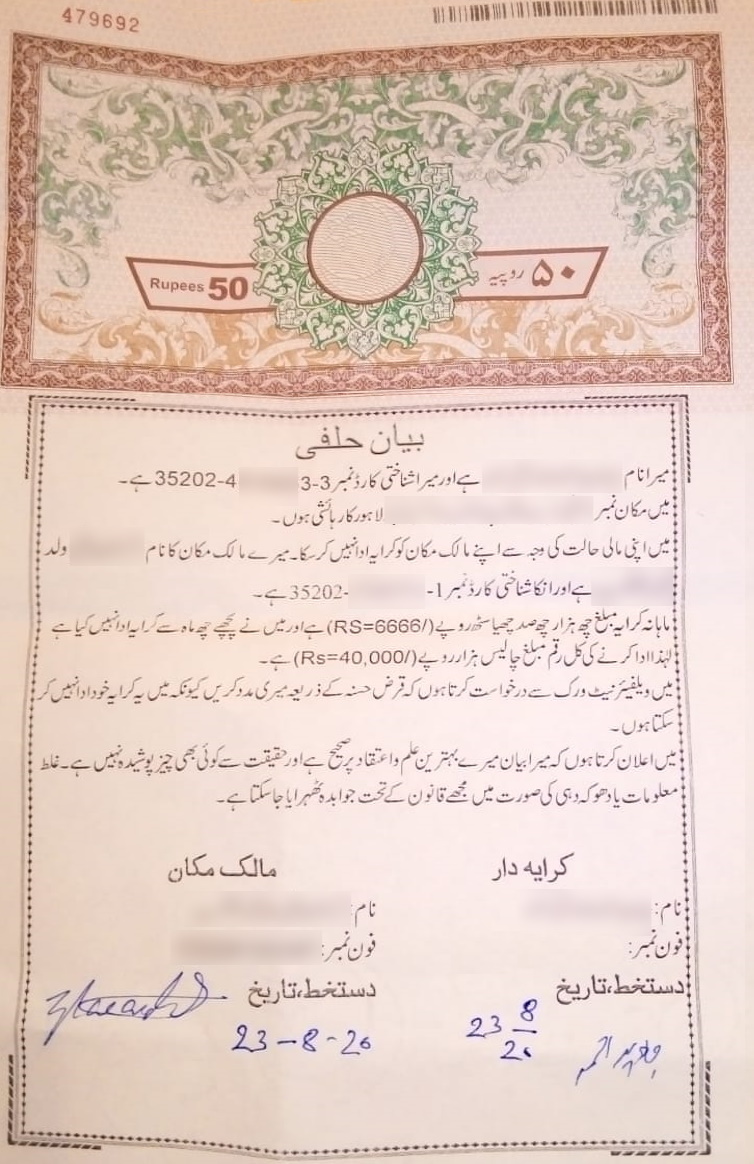 479692
Rupees 50
۵۰ روپیہ
بیان حلفی
میرا نام ہے اور میرا شناختی کارڈ نمبر 3-3 35202-4 ہے۔
میں مکان نمبر لاہور کا رہائشی ہوں۔
میں اپنی مالی حالت کی وجہ سے اپنے مالک مکان کو کرایہ ادا نہیں کر سکا۔ میرے مالک مکان کا نام ولد
ہے اور انکا شناختی کارڈ نمبر 1- 35202- ہے۔
ماہانہ کرایہ مبلغ چھ ہزار چھ صد چھیاسٹھ روپے (RS=6666/) ہے اور میں نے پچھے چھ ماہ سے کرایہ ادا نہیں کیا ہے
لہٰذا ادا کرنے کی کل رقم مبلغ چالیس ہزار روپے (Rs=40,000/) ہے۔
میں ویلفیئر نیٹ ورک سے درخواست کرتا ہوں کہ قرض حسنہ کے ذریعہ میری مدد کریں کیونکہ میں یہ کرایہ خود ادا نہیں کر
سکتا ہوں۔
میں اعلان کرتا ہوں کہ میرا بیان میرے بہترین علم و اعتقاد پر صحیح ہے اور حقیقت سے کوئی بھی چیز پوشیدہ نہیں ہے۔ غلط
معلومات یا دھوکہ دہی کی صورت میں مجھے قانون کے تحت جوابدہ ٹھہرایا جا سکتا ہے۔
کرایہ دار
مالک مکان
نام:
نام:
فون نمبر:
فون نمبر:
دستخط، تاریخ
دستخط، تاریخ
23 8/20
23-8-20